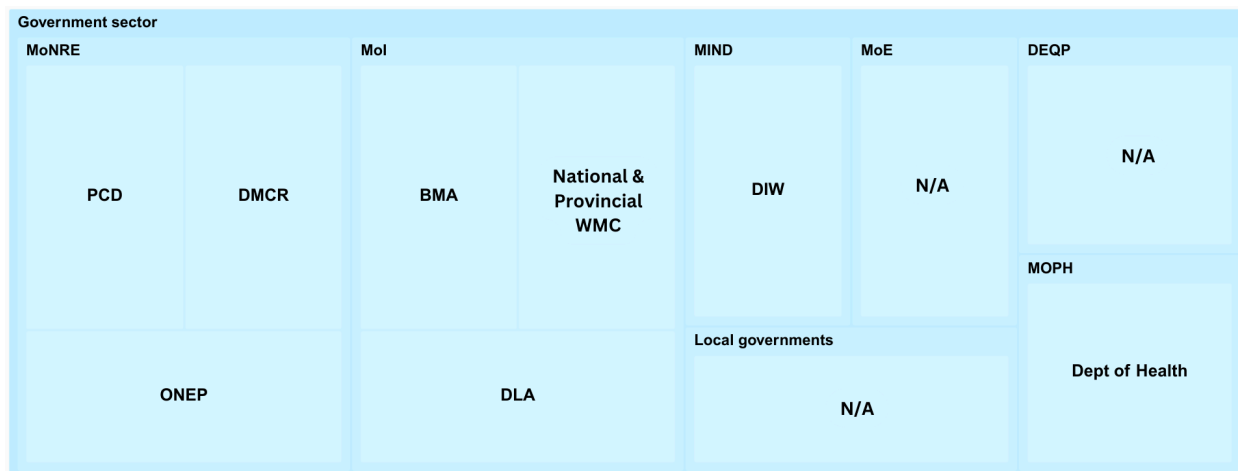 Government sector
MoNRE
PCD
DMCR
ONEP
MoI
BMA
National &
Provincial
WMC
DLA
MIND
DIW
MoE
N/A
Local governments
N/A
DEQP
N/A
MOPH
Dept of Health